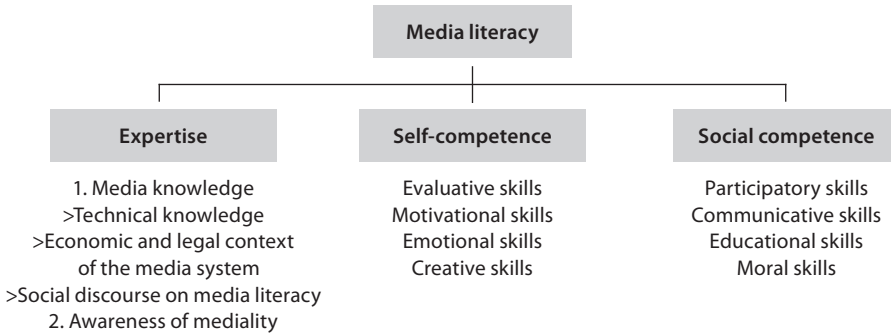 Media literacy
Expertise
1. Media knowledge
>Technical knowledge
>Economic and legal context
of the media system
>Social discourse on media literacy
2. Awareness of mediality
Self-competence
Evaluative skills
Motivational skills
Emotional skills
Creative skills
Social competence
Participatory skills
Communicative skills
Educational skills
Moral skills